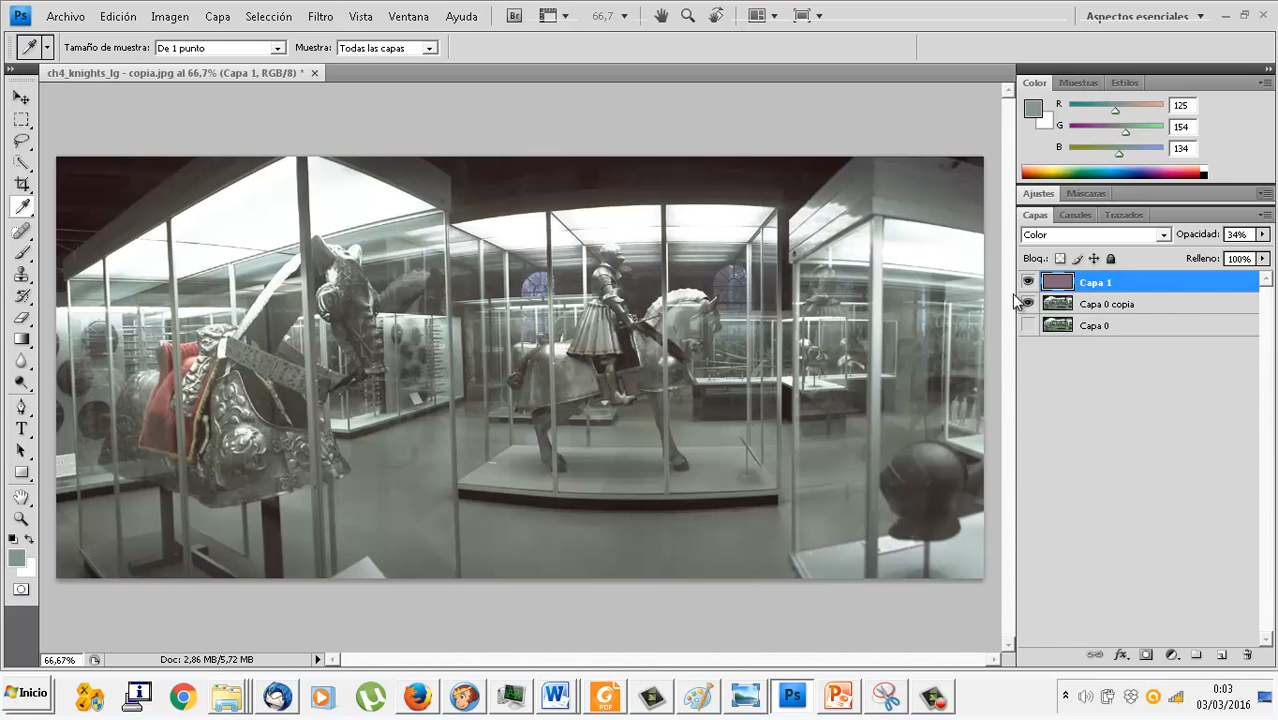 Ps Archivo Edición Imagen Capa Selección Filtro Vista Ventana Ayuda Br 66,7 Aspectos esenciales
Tamaño de muestra: De 1 punto Muestra: Todas las capas
ch4_knights_lg - copia.jpg al 66,7% (Capa 1, RGB/8) *
Color Muestras Estilos
R 125
G 154
B 134
Ajustes Máscaras
Capas Canales Trazados
Color Opacidad: 34%
Bloq.: Relleno: 100%
Capa 1
Capa 0 copia
Capa 0
T
66,67% Doc: 2,86 MB/5,72 MB
fx
Inicio W PDF Ps P 0:03
03/03/2016